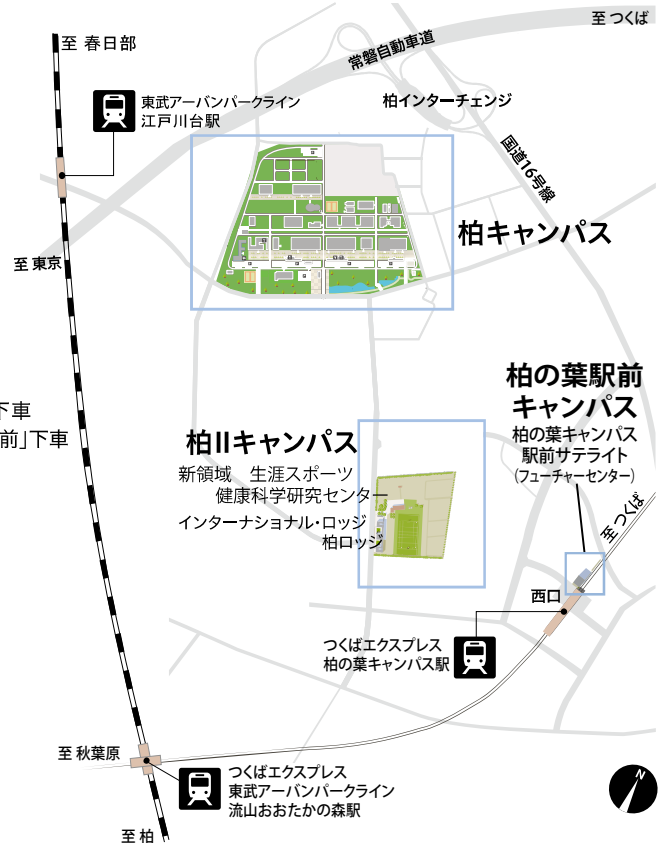 至 つくば
至 春日部
常磐自動車道
東武アーバンパークライン
江戸川台駅
柏インターチェンジ
国道16号線
柏キャンパス
至 東京
柏の葉駅前
キャンパス
柏の葉キャンパス
駅前サテライト
(フューチャーセンター)
下車
前」下車
柏IIキャンパス
新領域 生涯スポーツ
健康科学研究センター
インターナショナル・ロッジ
柏ロッジ
至 つくば
西口
つくばエクスプレス
柏の葉キャンパス駅
至 秋葉原
つくばエクスプレス
東武アーバンパークライン
流山おおたかの森駅
N
至 柏